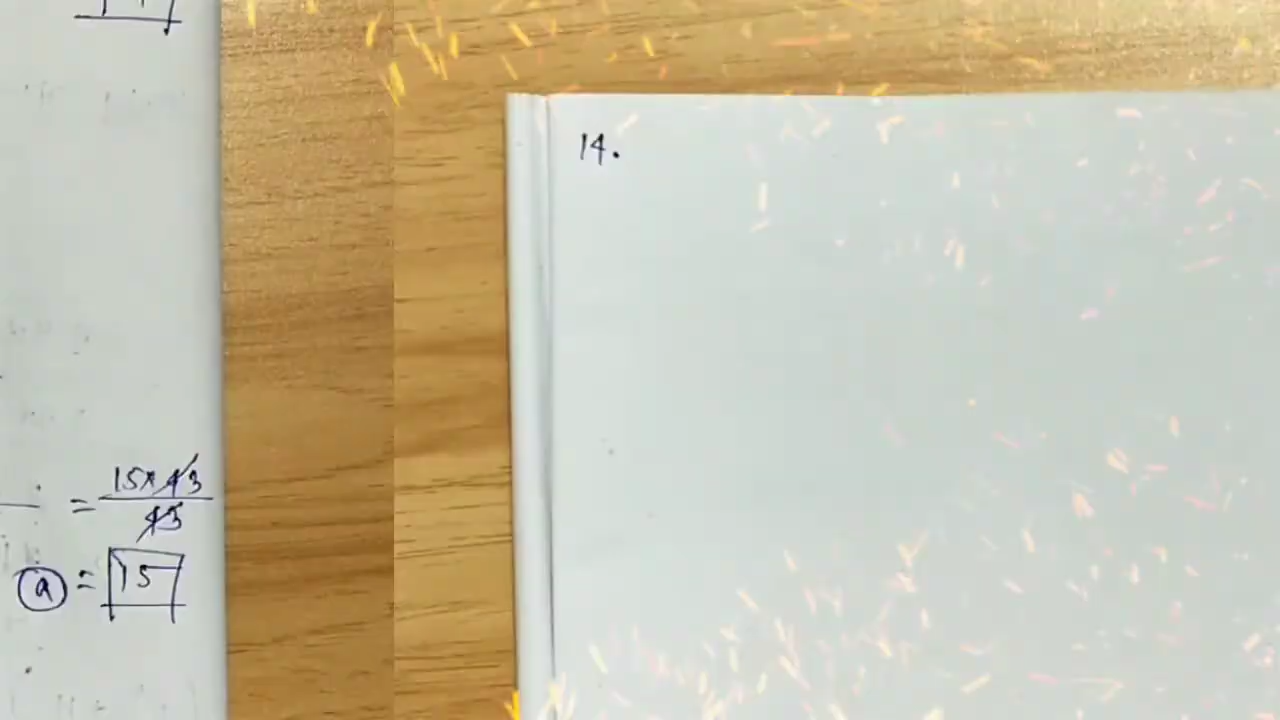 = 15×43
43
ⓐ = 15
14.